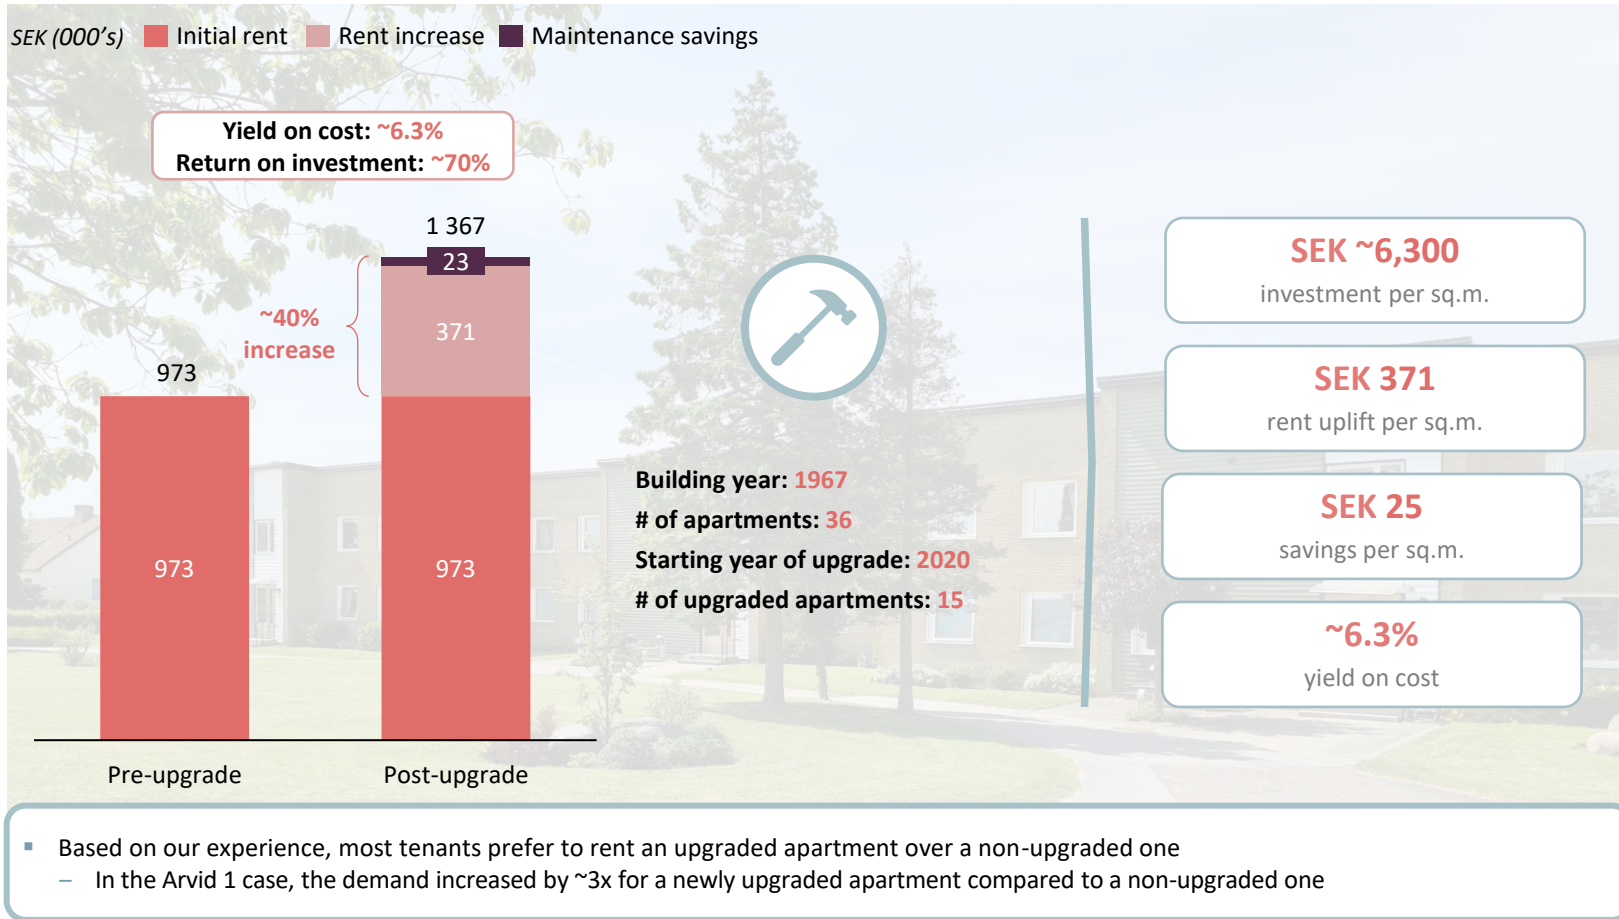 SEK (000's) Initial rent Rent increase Maintenance savings
Yield on cost: ~6.3%
Return on investment: ~70%
1 367
23
~40%
increase
371
973
973
973
Pre-upgrade
Post-upgrade
Building year: 1967
# of apartments: 36
Starting year of upgrade: 2020
# of upgraded apartments: 15
SEK ~6,300
investment per sq.m.
SEK 371
rent uplift per sq.m.
SEK 25
savings per sq.m.
~6.3%
yield on cost
▪ Based on our experience, most tenants prefer to rent an upgraded apartment over a non-upgraded one
– In the Arvid 1 case, the demand increased by ~3x for a newly upgraded apartment compared to a non-upgraded one